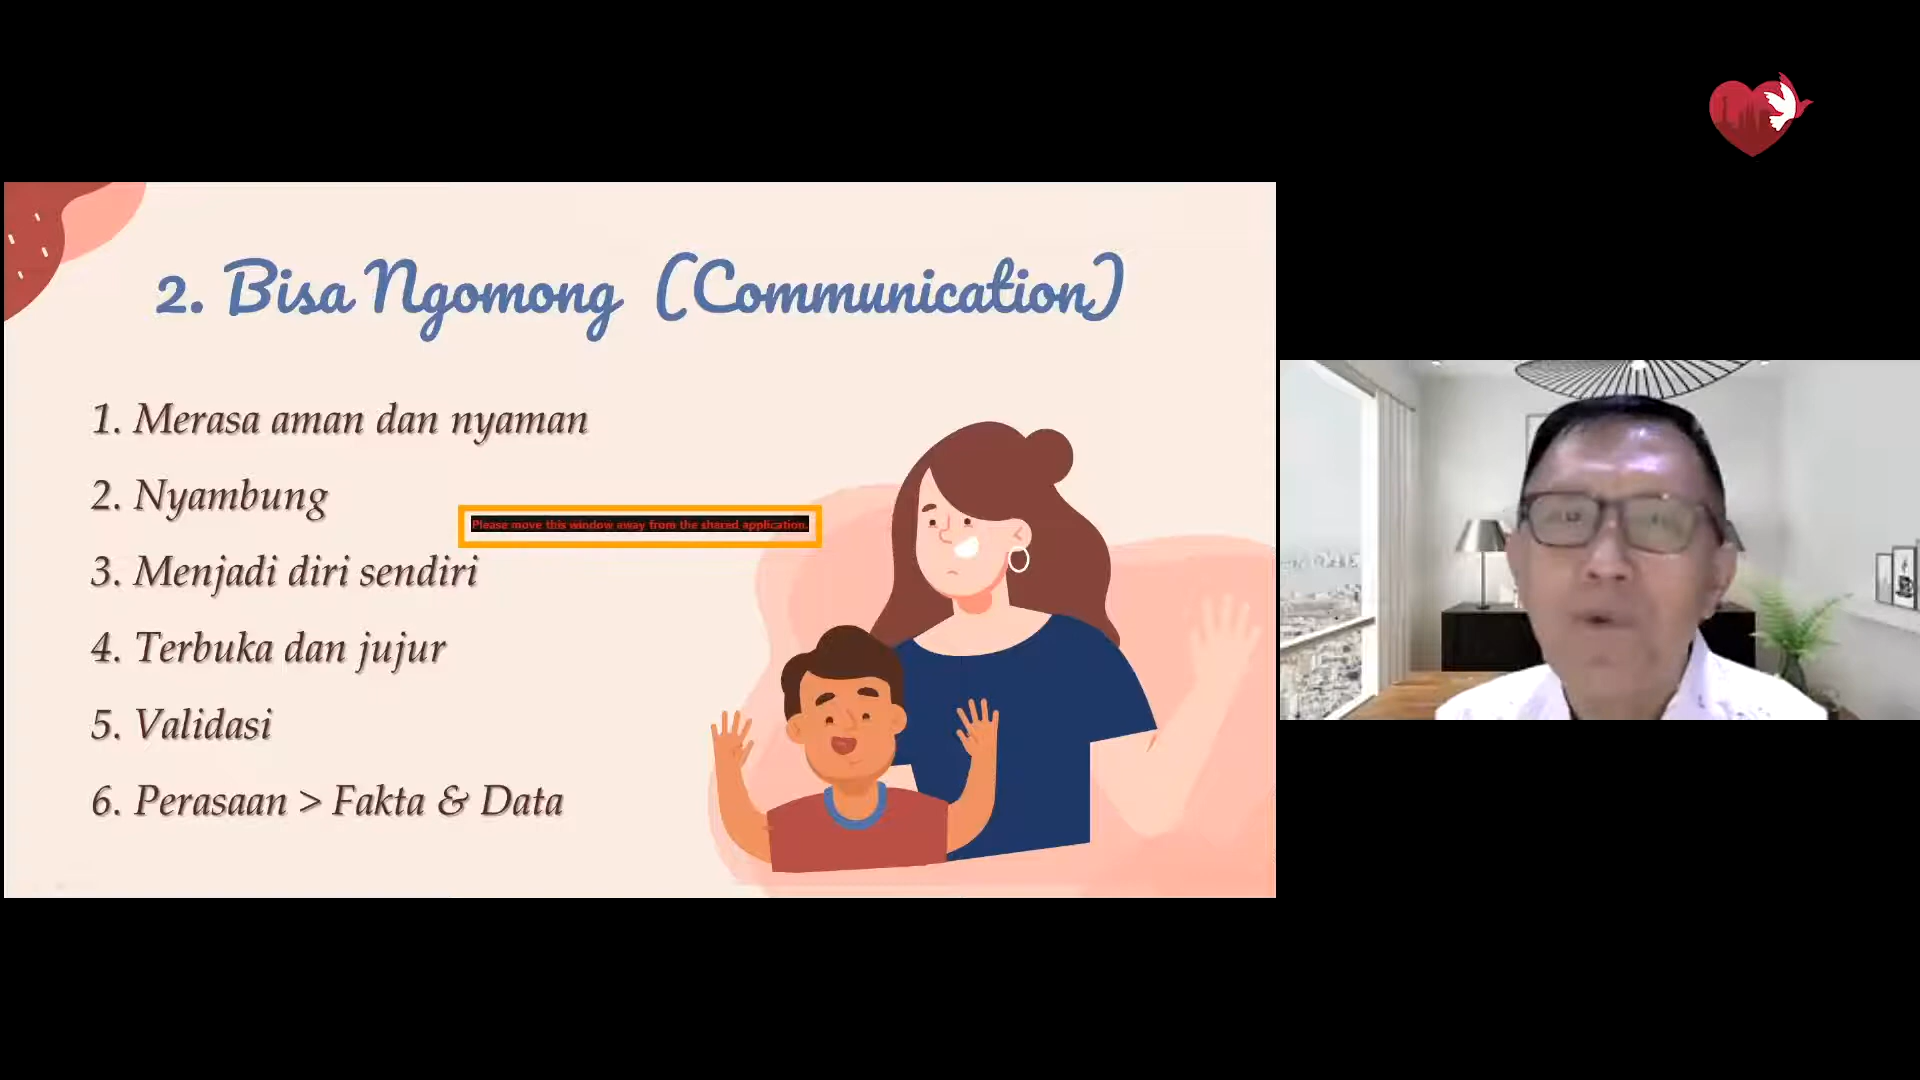 2. Bisa Ngomong (Communication)
1. Merasa aman dan nyaman
2. Nyambung
Please move this window away from the shared application.
3. Menjadi diri sendiri
4. Terbuka dan jujur
5. Validasi
6. Perasaan > Fakta & Data